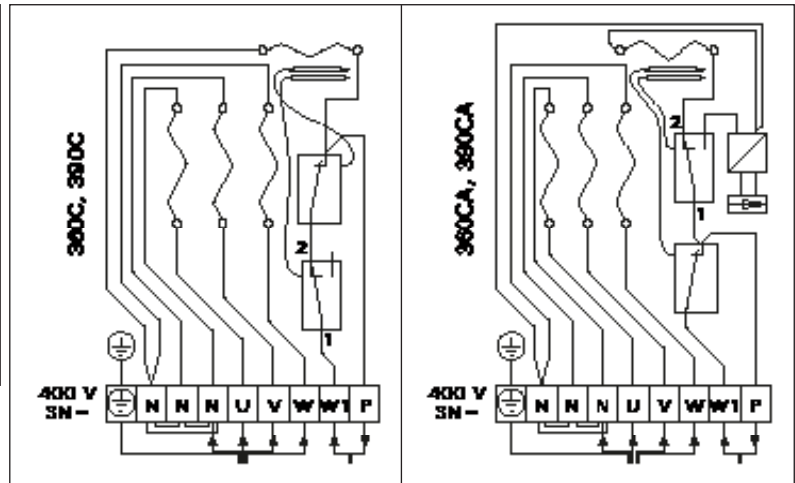 360C, 390C
2
1
400 V
3N~
N N N U V W W1 P
360CA, 390CA
2
1
400 V
3N~
N N N U V W W1 P